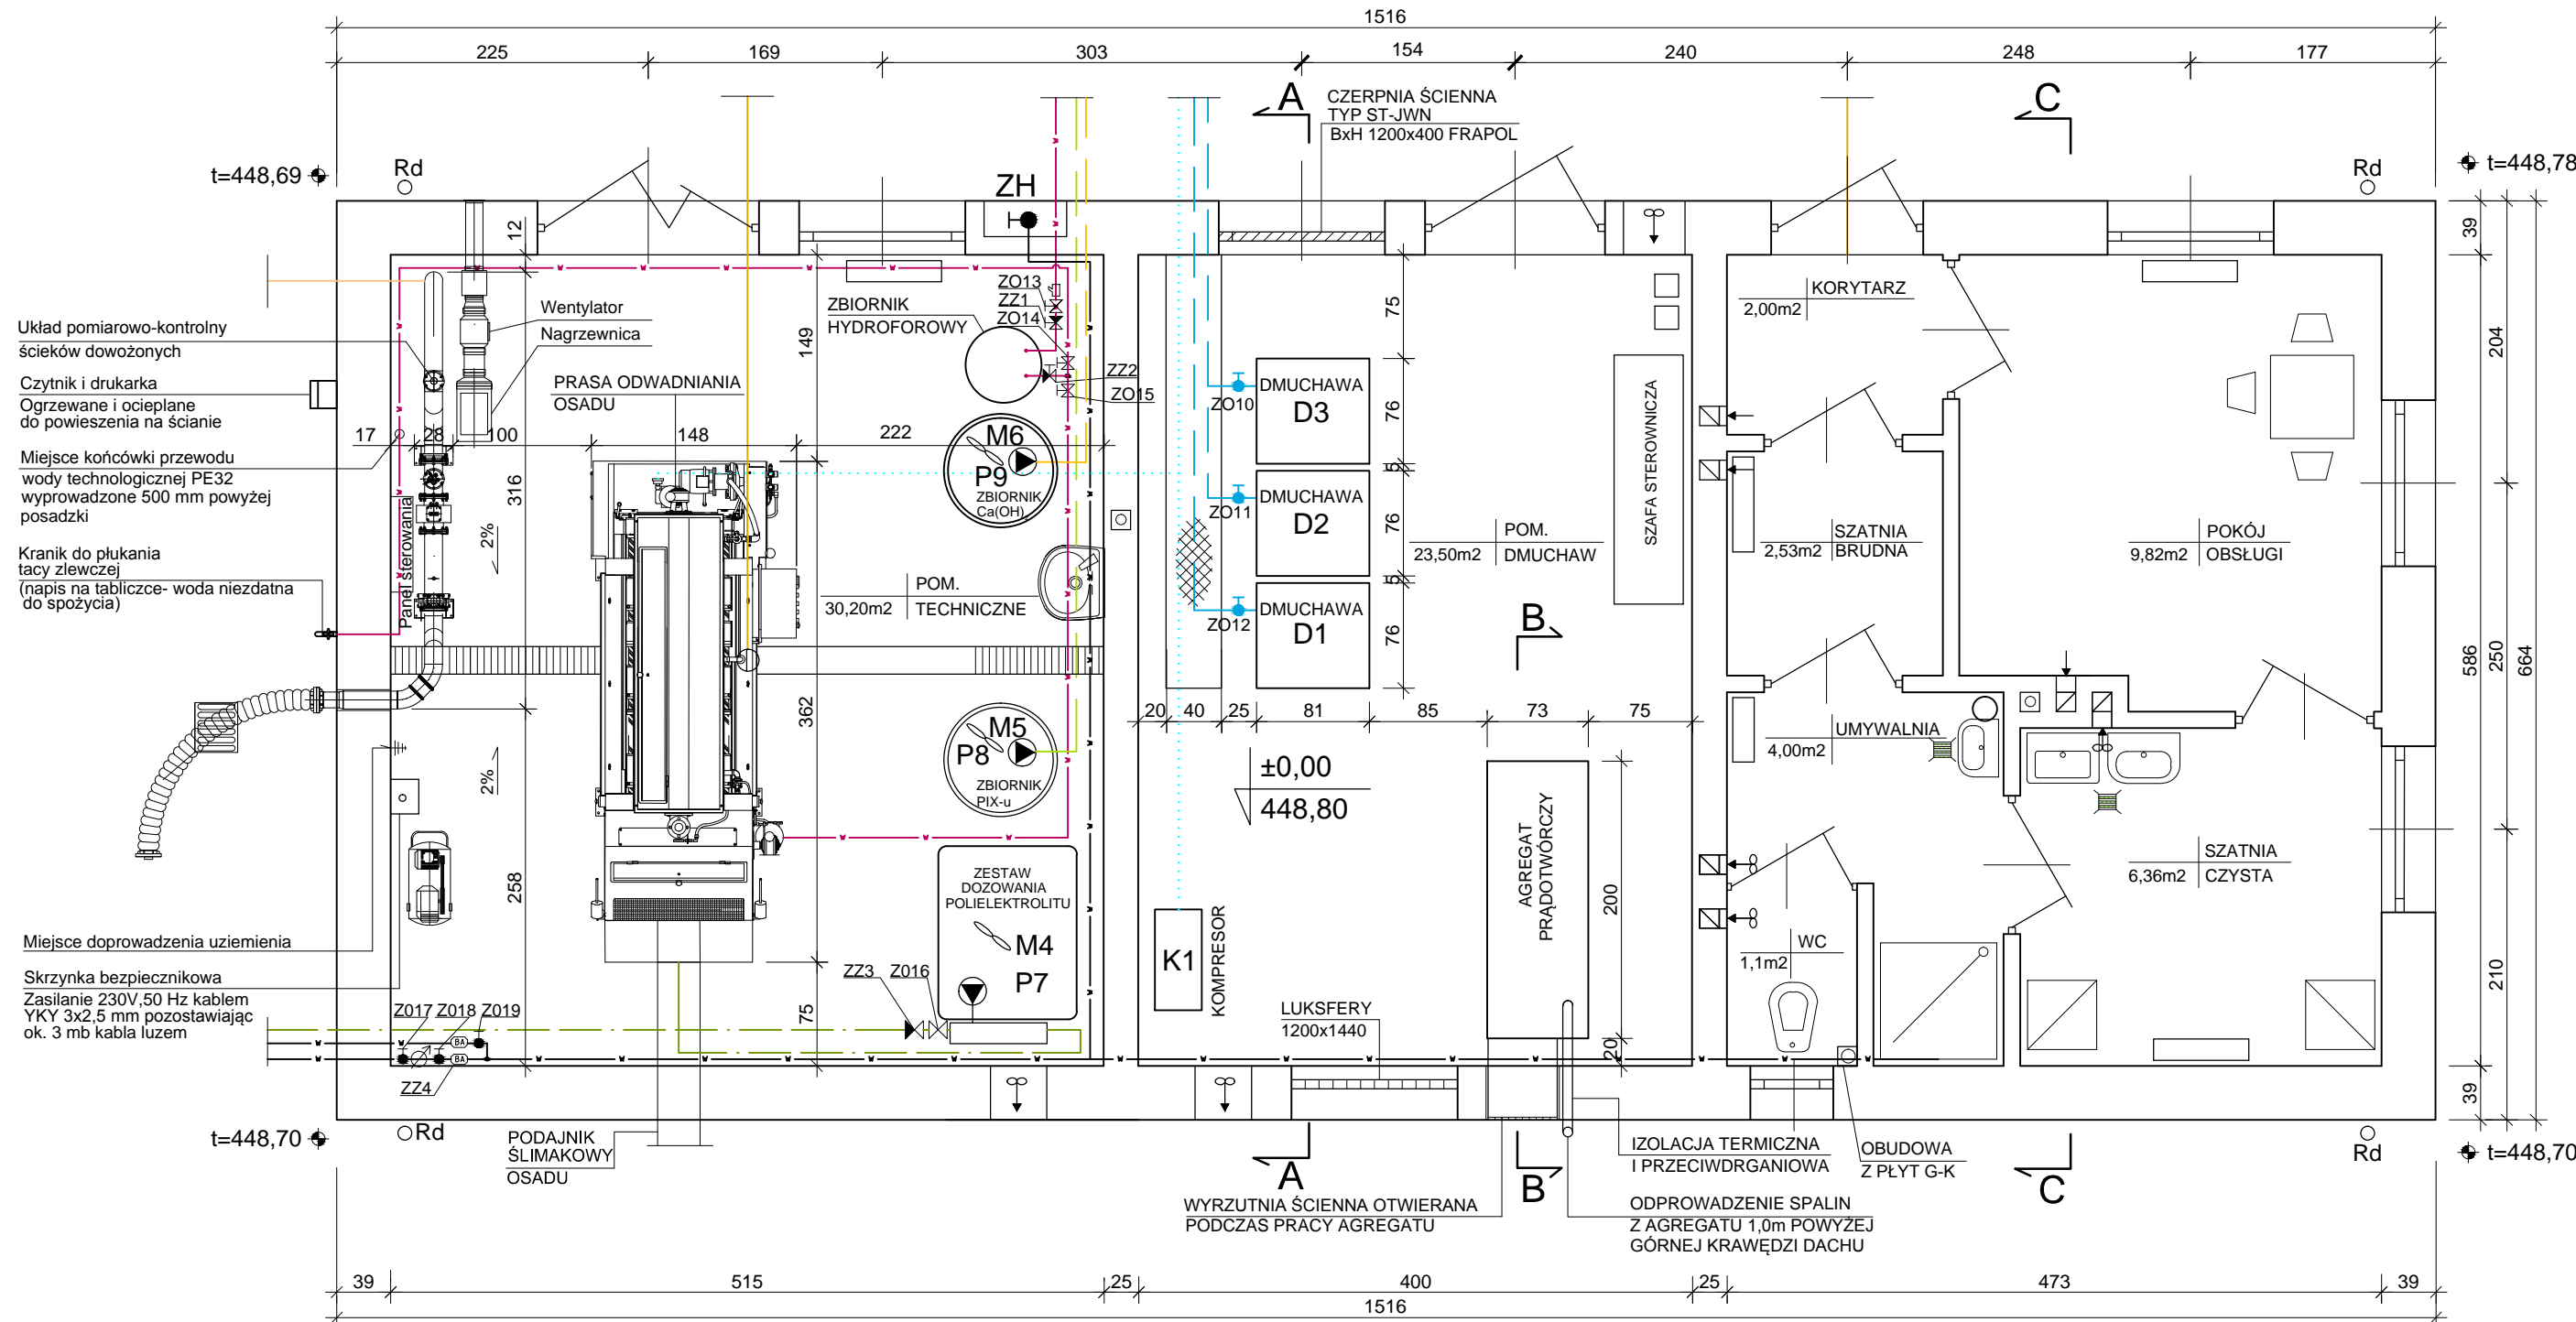 1516
225
169
303
154
240
248
177
A
CZERPNIA ŚCIENNA
TYP ST-JWN
BxH 1200x400 FRAPOL
C
t=448,69
Rd
ZH
Rd
t=448,78
12
39
Wentylator
Nagrzewnica
ZBIORNIK
HYDROFOROWY
ZO13
ZZ1
ZO14
ZZ2
ZO15
149
75
KORYTARZ
2,00m2
204
Układ pomiarowo-kontrolny
ścieków dowożonych
Czytnik i drukarka
Ogrzewane i ocieplane
do powieszenia na ścianie
Miejsce końcówki przewodu
wody technologicznej PE32
wyprowadzone 500 mm powyżej
posadzki
Kranik do płukania
tacy zlewczej
(napis na tabliczce- woda niezdatna
do spożycia)
PRASA ODWADNIANIA
OSADU
17
28
100
148
222
316
2%
Panel sterowania
M6
P9
ZBIORNIK
Ca(OH)
ZO10
DMUCHAWA
D3
76
5
ZO11
DMUCHAWA
D2
76
5
ZO12
DMUCHAWA
D1
76
SZAFA STEROWNICZA
POM.
23,50m2
DMUCHAW
SZATNIA
2,53m2
BRUDNA
POKÓJ
9,82m2
OBSŁUGI
POM.
30,20m2
TECHNICZNE
B
586
250
664
362
20
40
25
81
85
73
75
M5
P8
ZBIORNIK
PIX-u
2%
±0,00
448,80
UMYWALNIA
4,00m2
AGREGAT
PRĄDOTWÓRCZY
200
258
ZESTAW
DOZOWANIA
POLIELEKTROLITU
M4
P7
SZATNIA
6,36m2
CZYSTA
WC
1,1m2
210
Miejsce doprowadzenia uziemienia
Skrzynka bezpiecznikowa
Zasilanie 230V,50 Hz kablem
YKY 3x2,5 mm pozostawiając
ok. 3 mb kabla luzem
K1
KOMPRESOR
ZZ3
Z016
75
LUKSFERY
1200x1440
20
Z017
Z018
Z019
BA
BA
ZZ4
39
t=448,70
Rd
PODAJNIK
ŚLIMAKOWY
OSADU
A
B
IZOLACJA TERMICZNA
I PRZECIWDRGANIOWA
OBUDOWA
Z PŁYT G-K
C
Rd
t=448,70
WYRZUTNIA ŚCIENNA OTWIERANA
PODCZAS PRACY AGREGATU
ODPROWADZENIE SPALIN
Z AGREGATU 1,0m POWYŻEJ
GÓRNEJ KRAWĘDZI DACHU
39
515
25
400
25
473
39
1516